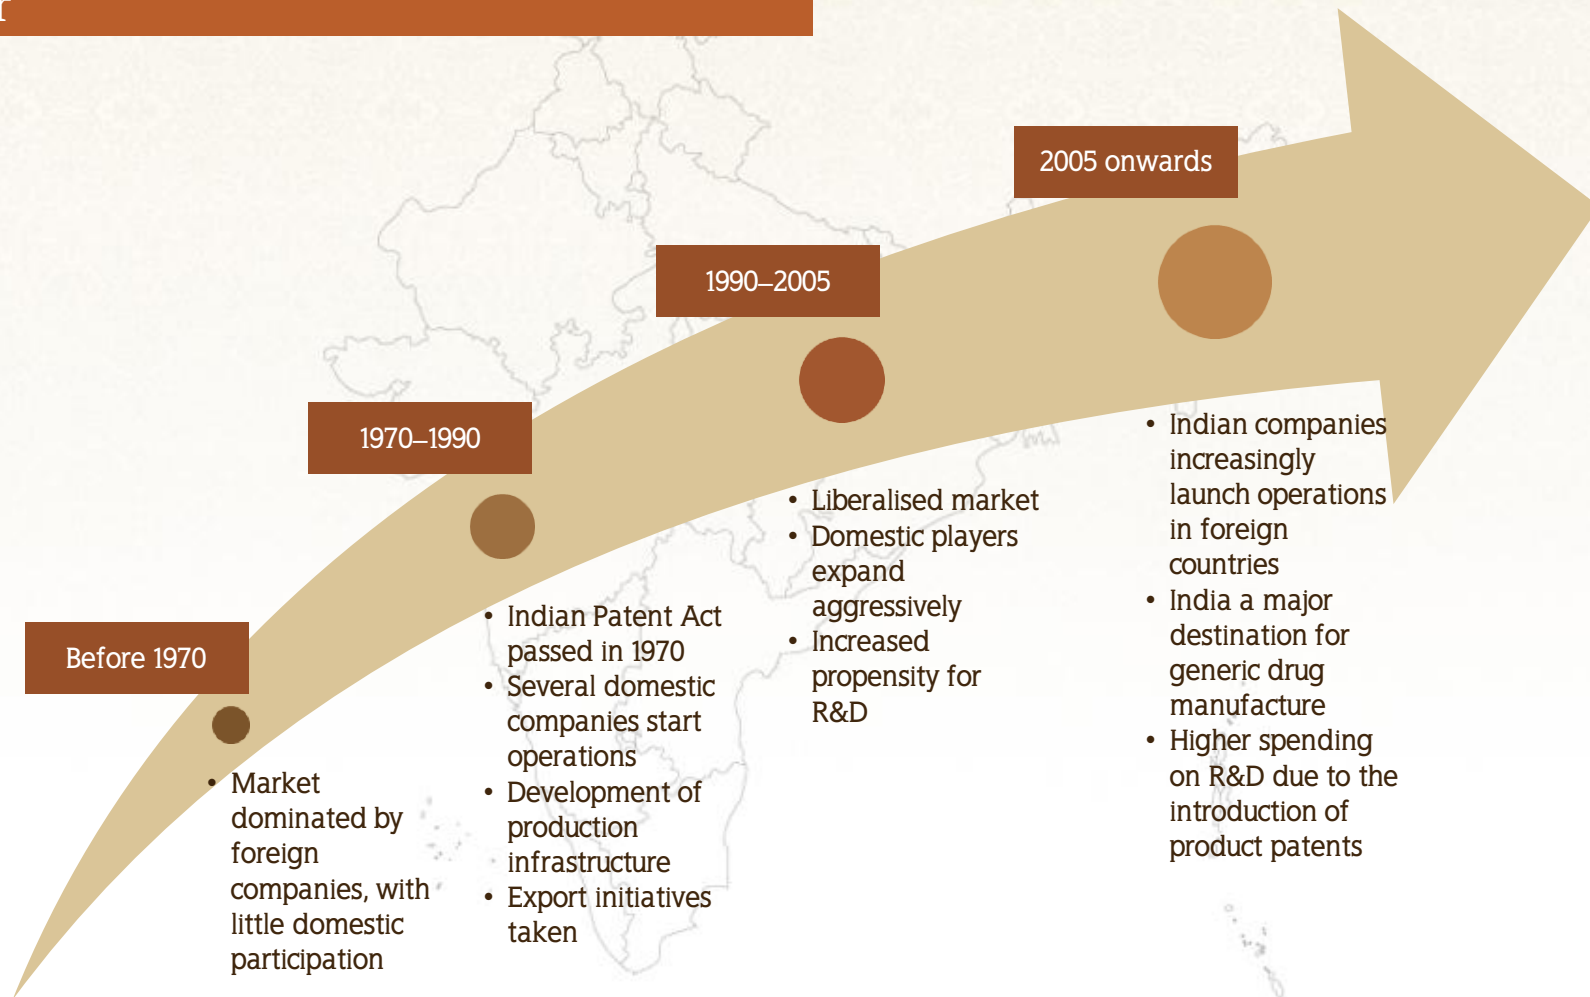 Before 1970
• Market
dominated by
foreign
companies, with
little domestic
participation
1970–1990
• Indian Patent Act
passed in 1970
• Several domestic
companies start
operations
• Development of
production
infrastructure
• Export initiatives
taken
1990–2005
• Liberalised market
• Domestic players
expand
aggressively
• Increased
propensity for
R&D
2005 onwards
• Indian companies
increasingly
launch operations
in foreign
countries
• India a major
destination for
generic drug
manufacture
• Higher spending
on R&D due to the
introduction of
product patents